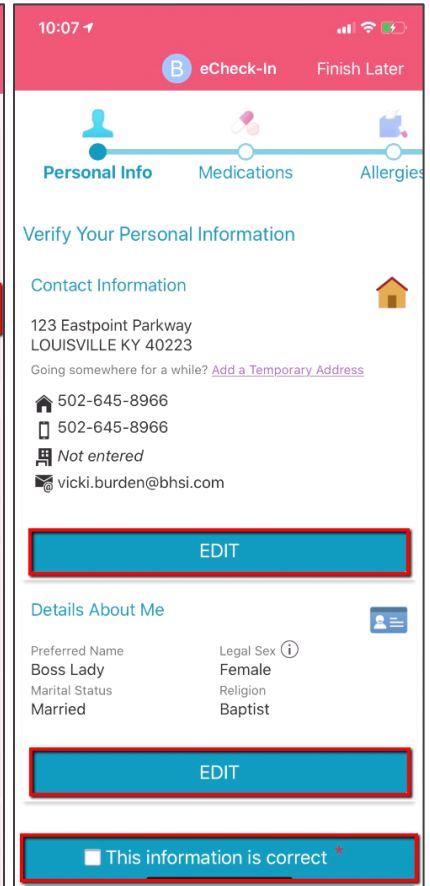 10:07
B eCheck-In Finish Later
Personal Info Medications Allergies
Verify Your Personal Information
Contact Information
123 Eastpoint Parkway
LOUISVILLE KY 40223
Going somewhere for a while? Add a Temporary Address
502-645-8966
502-645-8966
Not entered
vicki.burden@bhsi.com
EDIT
Details About Me
Preferred Name Legal Sex i
Boss Lady Female
Marital Status Religion
Married Baptist
EDIT
This information is correct *